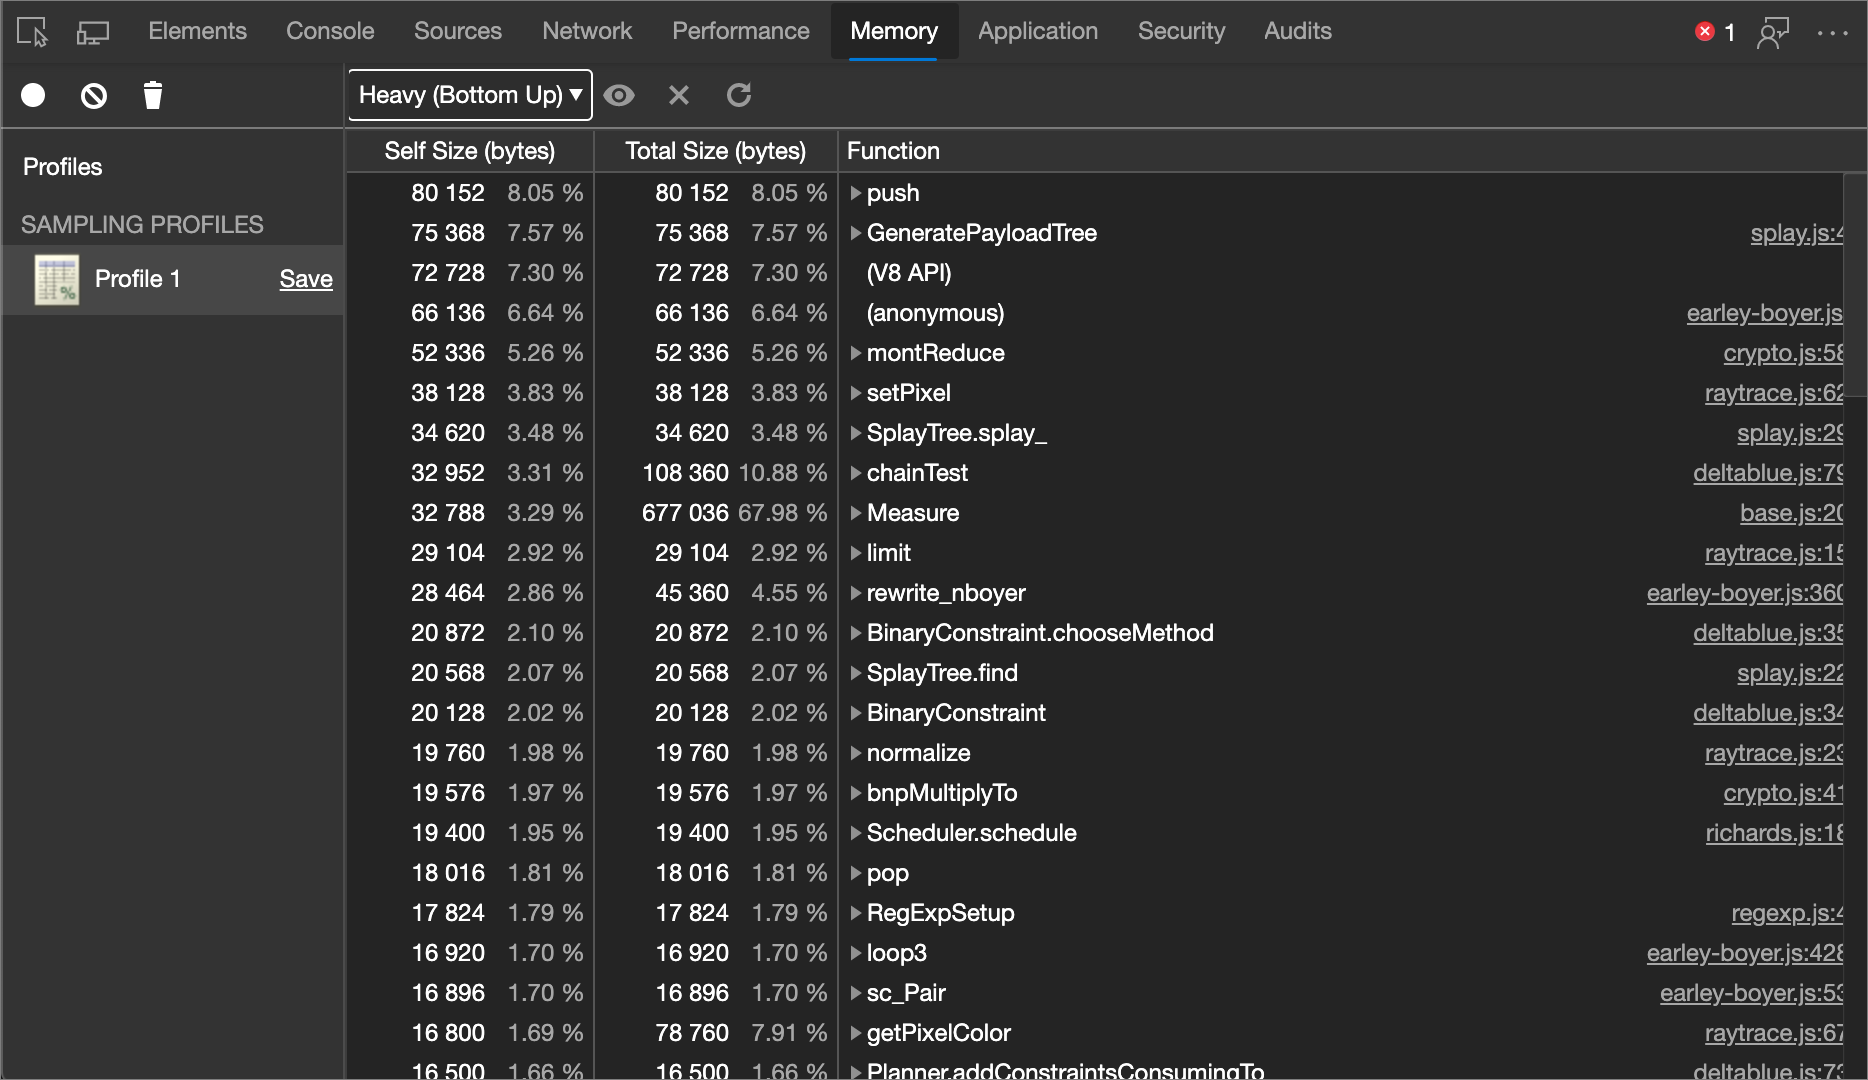 Elements Console Sources Network Performance Memory Application Security Audits 1
Heavy (Bottom Up) ▼
Profiles
SAMPLING PROFILES
Profile 1 Save
Self Size (bytes) Total Size (bytes) Function
80 152 8.05 % 80 152 8.05 % push
75 368 7.57 % 75 368 7.57 % GeneratePayloadTree splay.js:4
72 728 7.30 % 72 728 7.30 % (V8 API)
66 136 6.64 % 66 136 6.64 % (anonymous) earley-boyer.js
52 336 5.26 % 52 336 5.26 % montReduce crypto.js:58
38 128 3.83 % 38 128 3.83 % setPixel raytrace.js:62
34 620 3.48 % 34 620 3.48 % SplayTree.splay_ splay.js:29
32 952 3.31 % 108 360 10.88 % chainTest deltablue.js:79
32 788 3.29 % 677 036 67.98 % Measure base.js:20
29 104 2.92 % 29 104 2.92 % limit raytrace.js:15
28 464 2.86 % 45 360 4.55 % rewrite_nboyer earley-boyer.js:360
20 872 2.10 % 20 872 2.10 % BinaryConstraint.chooseMethod deltablue.js:35
20 568 2.07 % 20 568 2.07 % SplayTree.find splay.js:22
20 128 2.02 % 20 128 2.02 % BinaryConstraint deltablue.js:34
19 760 1.98 % 19 760 1.98 % normalize raytrace.js:23
19 576 1.97 % 19 576 1.97 % bnpMultiplyTo crypto.js:41
19 400 1.95 % 19 400 1.95 % Scheduler.schedule richards.js:18
18 016 1.81 % 18 016 1.81 % pop
17 824 1.79 % 17 824 1.79 % RegExpSetup regexp.js:4
16 920 1.70 % 16 920 1.70 % loop3 earley-boyer.js:428
16 896 1.70 % 16 896 1.70 % sc_Pair earley-boyer.js:53
16 800 1.69 % 78 760 7.91 % getPixelColor raytrace.js:67
16 500 1.66 % 16 500 1.66 % Planner.addConstraintsConsumingTo deltablue.js:73